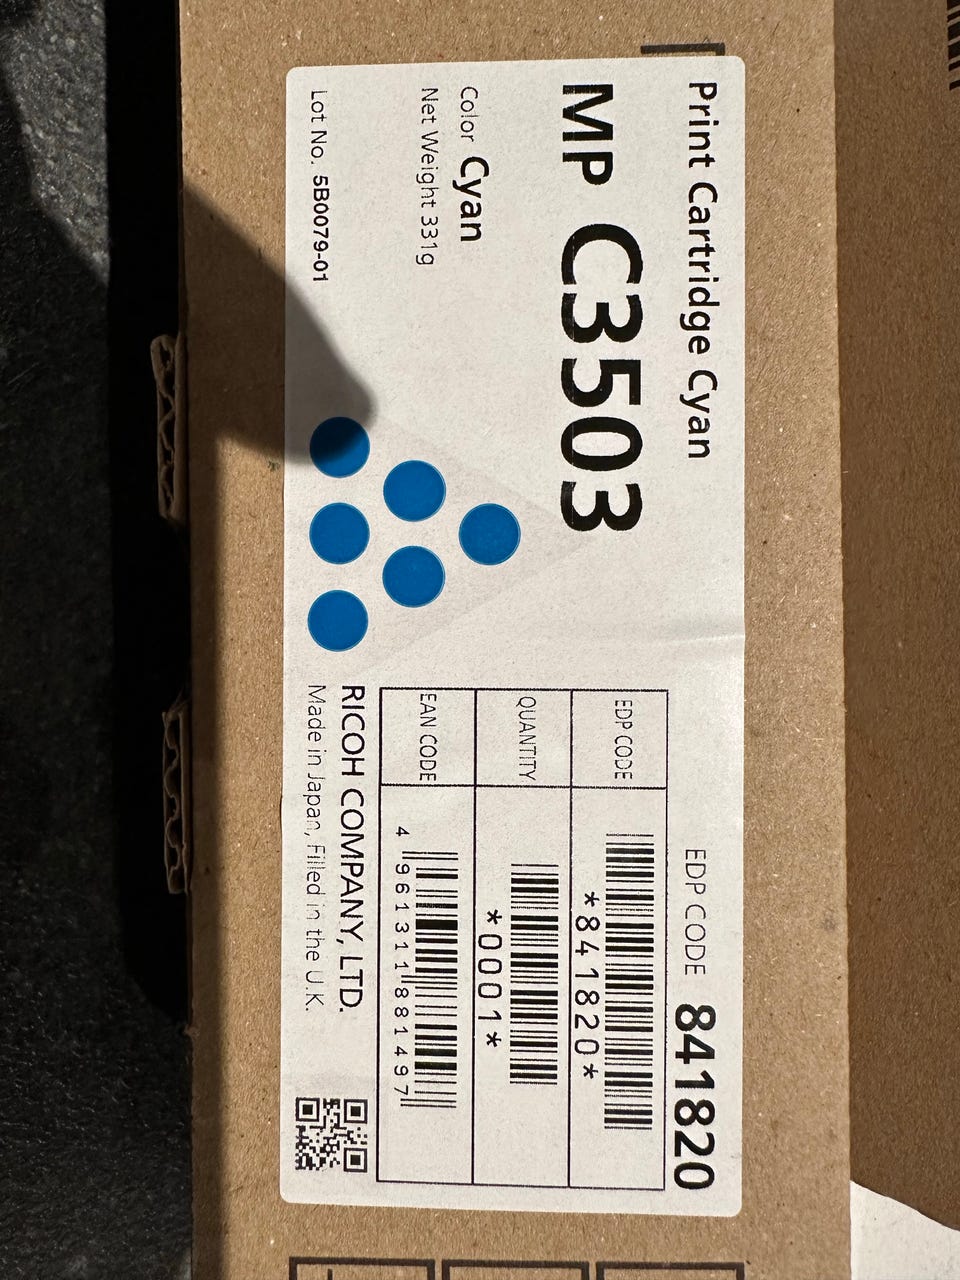 Print Cartridge Cyan
MP C3503
Color Cyan
Net Weight 331g
Lot No. 5B0079-01
EDP CODE 841820
EDP CODE
*841820*
QUANTITY
*0001*
EAN CODE
4 961311 881497
RICOH COMPANY, LTD.
Made in Japan, Filled in the U.K.